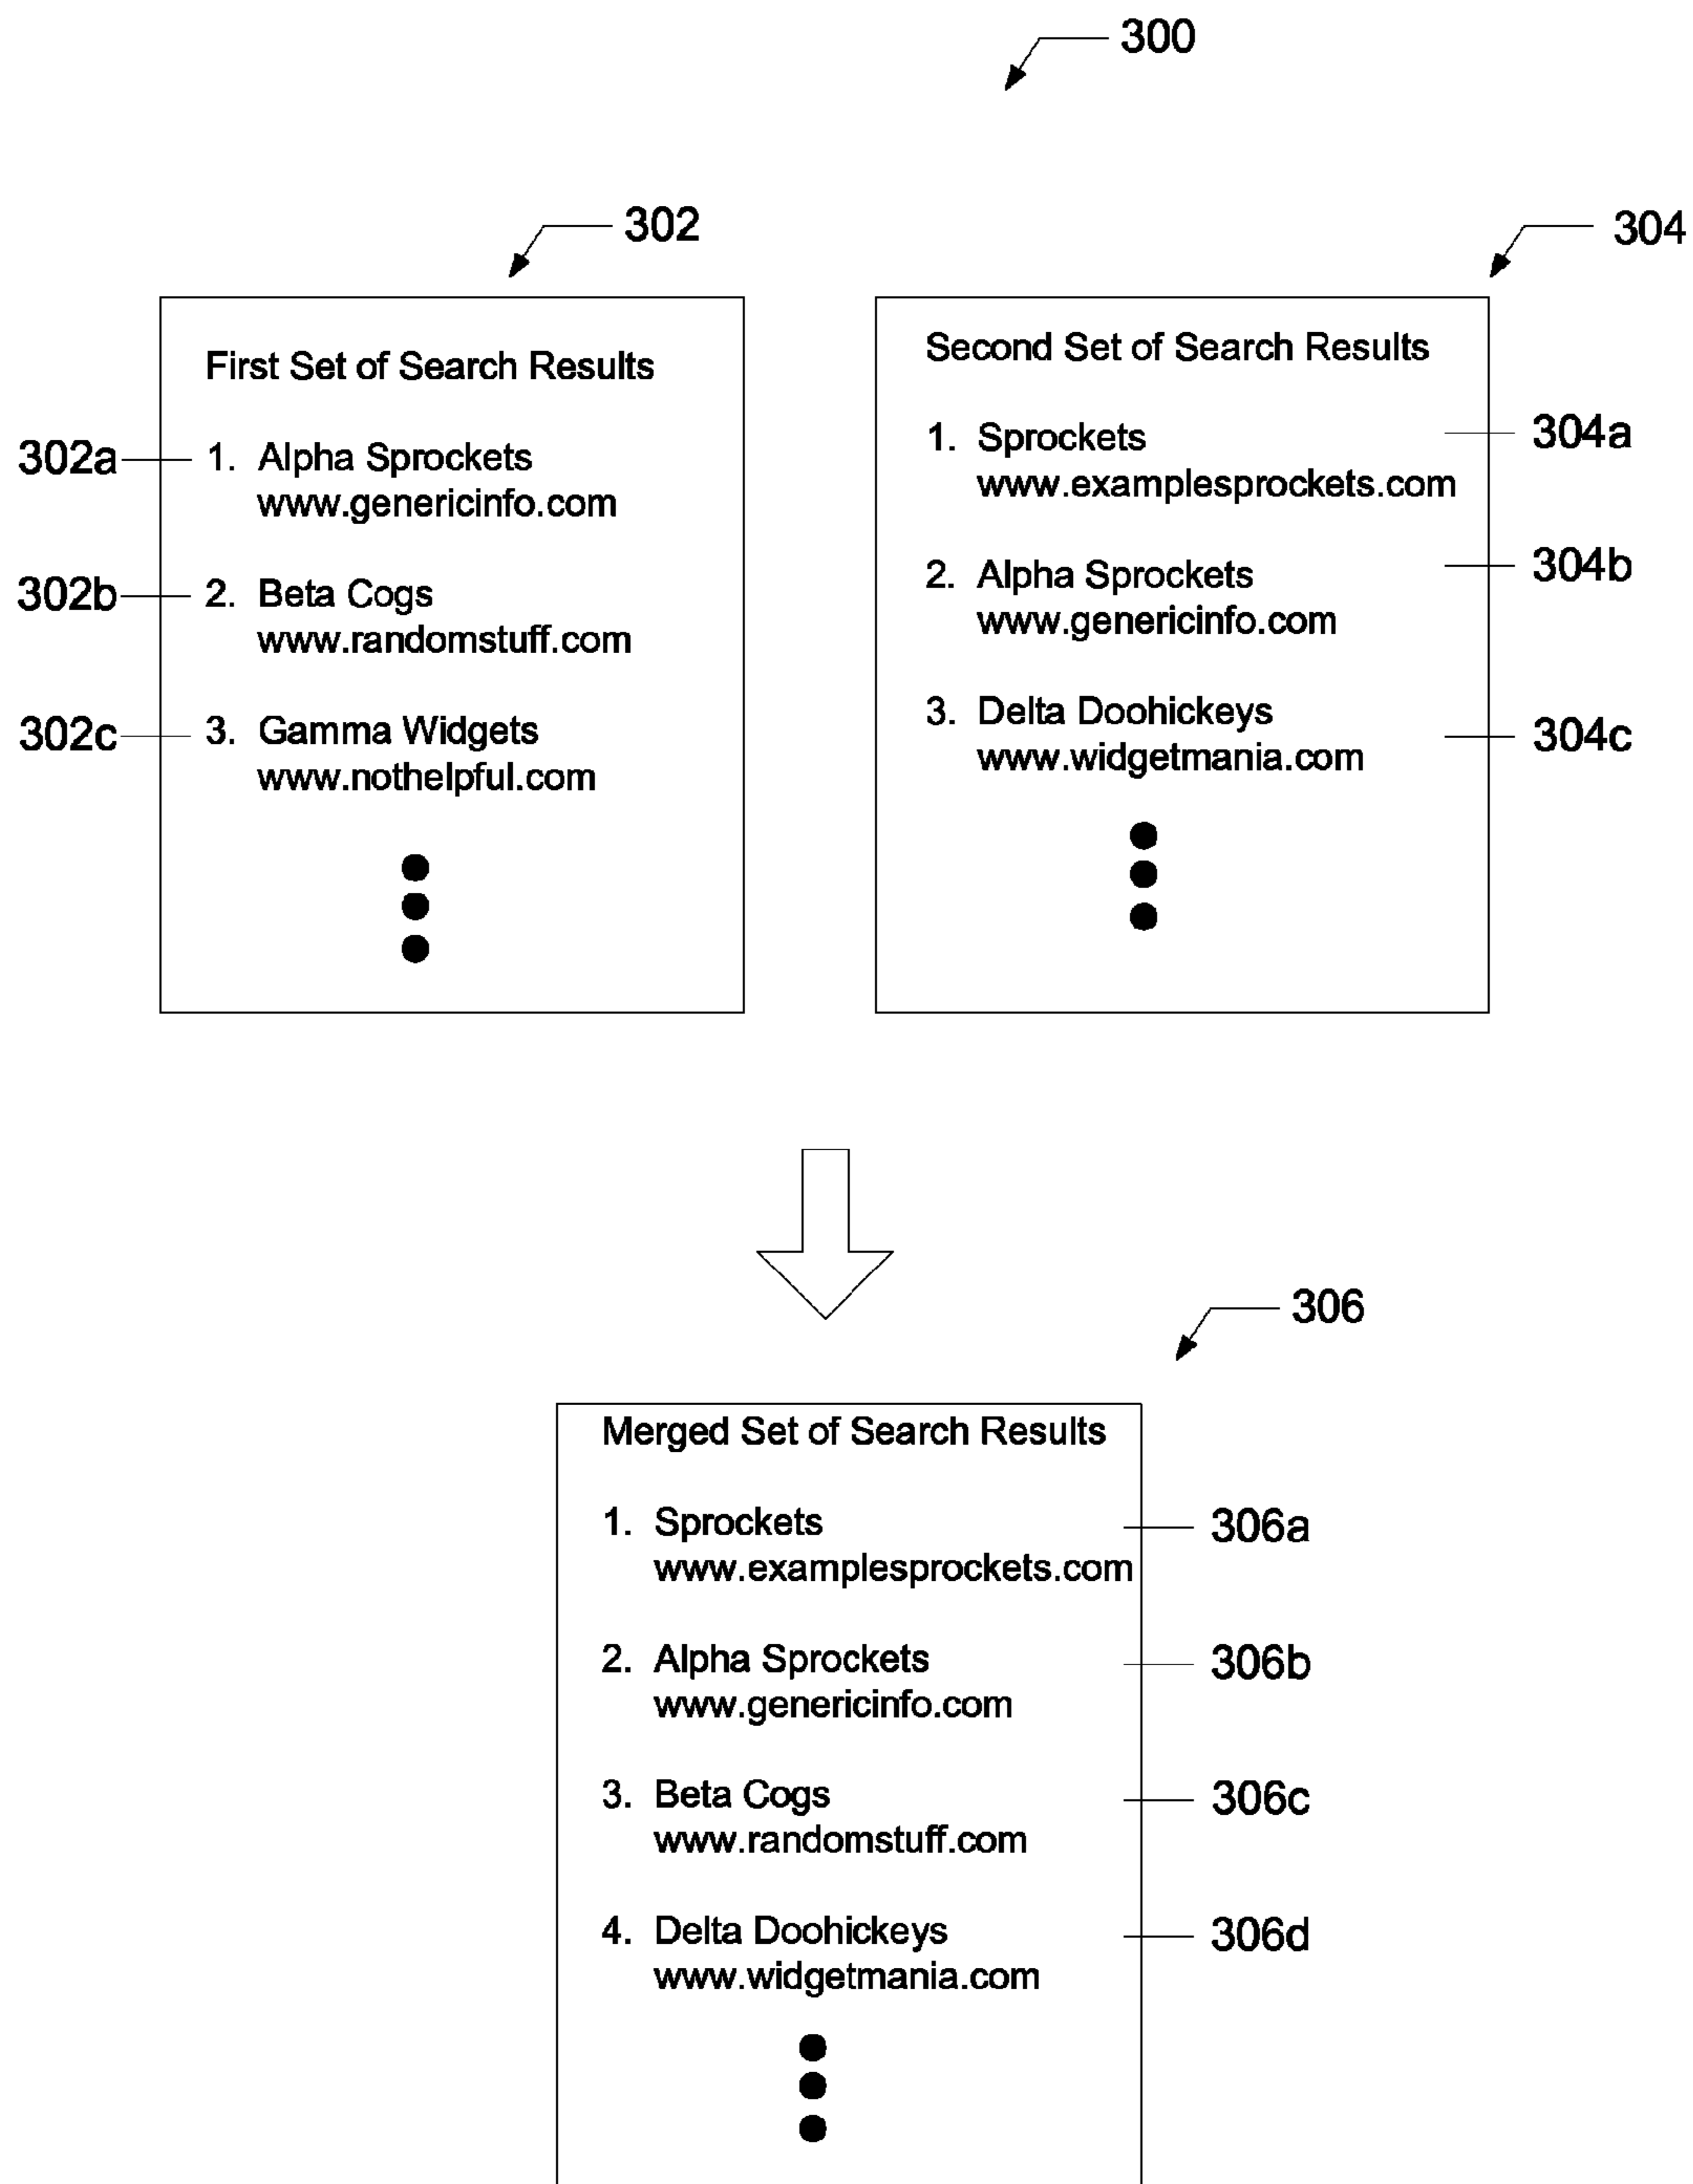 300
302
304
First Set of Search Results
302a
1. Alpha Sprockets
www.genericinfo.com
302b
2. Beta Cogs
www.randomstuff.com
302c
3. Gamma Widgets
www.nothelpful.com
Second Set of Search Results
1. Sprockets
304a
www.examplesprockets.com
2. Alpha Sprockets
304b
www.genericinfo.com
3. Delta Doohickeys
304c
www.widgetmania.com
306
Merged Set of Search Results
1. Sprockets
306a
www.examplesprockets.com
2. Alpha Sprockets
306b
www.genericinfo.com
3. Beta Cogs
306c
www.randomstuff.com
4. Delta Doohickeys
306d
www.widgetmania.com